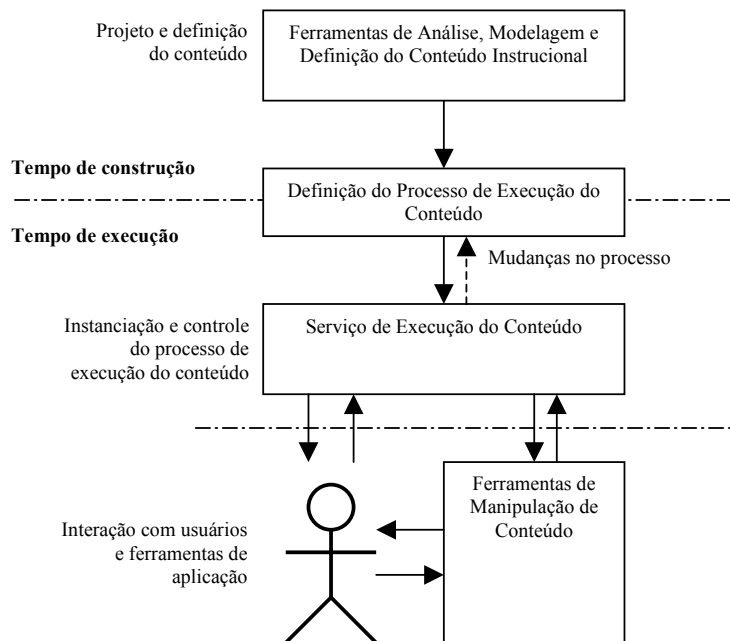 Projeto e definição
do conteúdo
Ferramentas de Análise, Modelagem e
Definição do Conteúdo Instrucional
Tempo de construção
Definição do Processo de Execução do
Conteúdo
Tempo de execução
Mudanças no processo
Instanciação e controle
do processo de
execução do conteúdo
Serviço de Execução do Conteúdo
Interação com usuários
e ferramentas de
aplicação
Ferramentas de
Manipulação de
Conteúdo